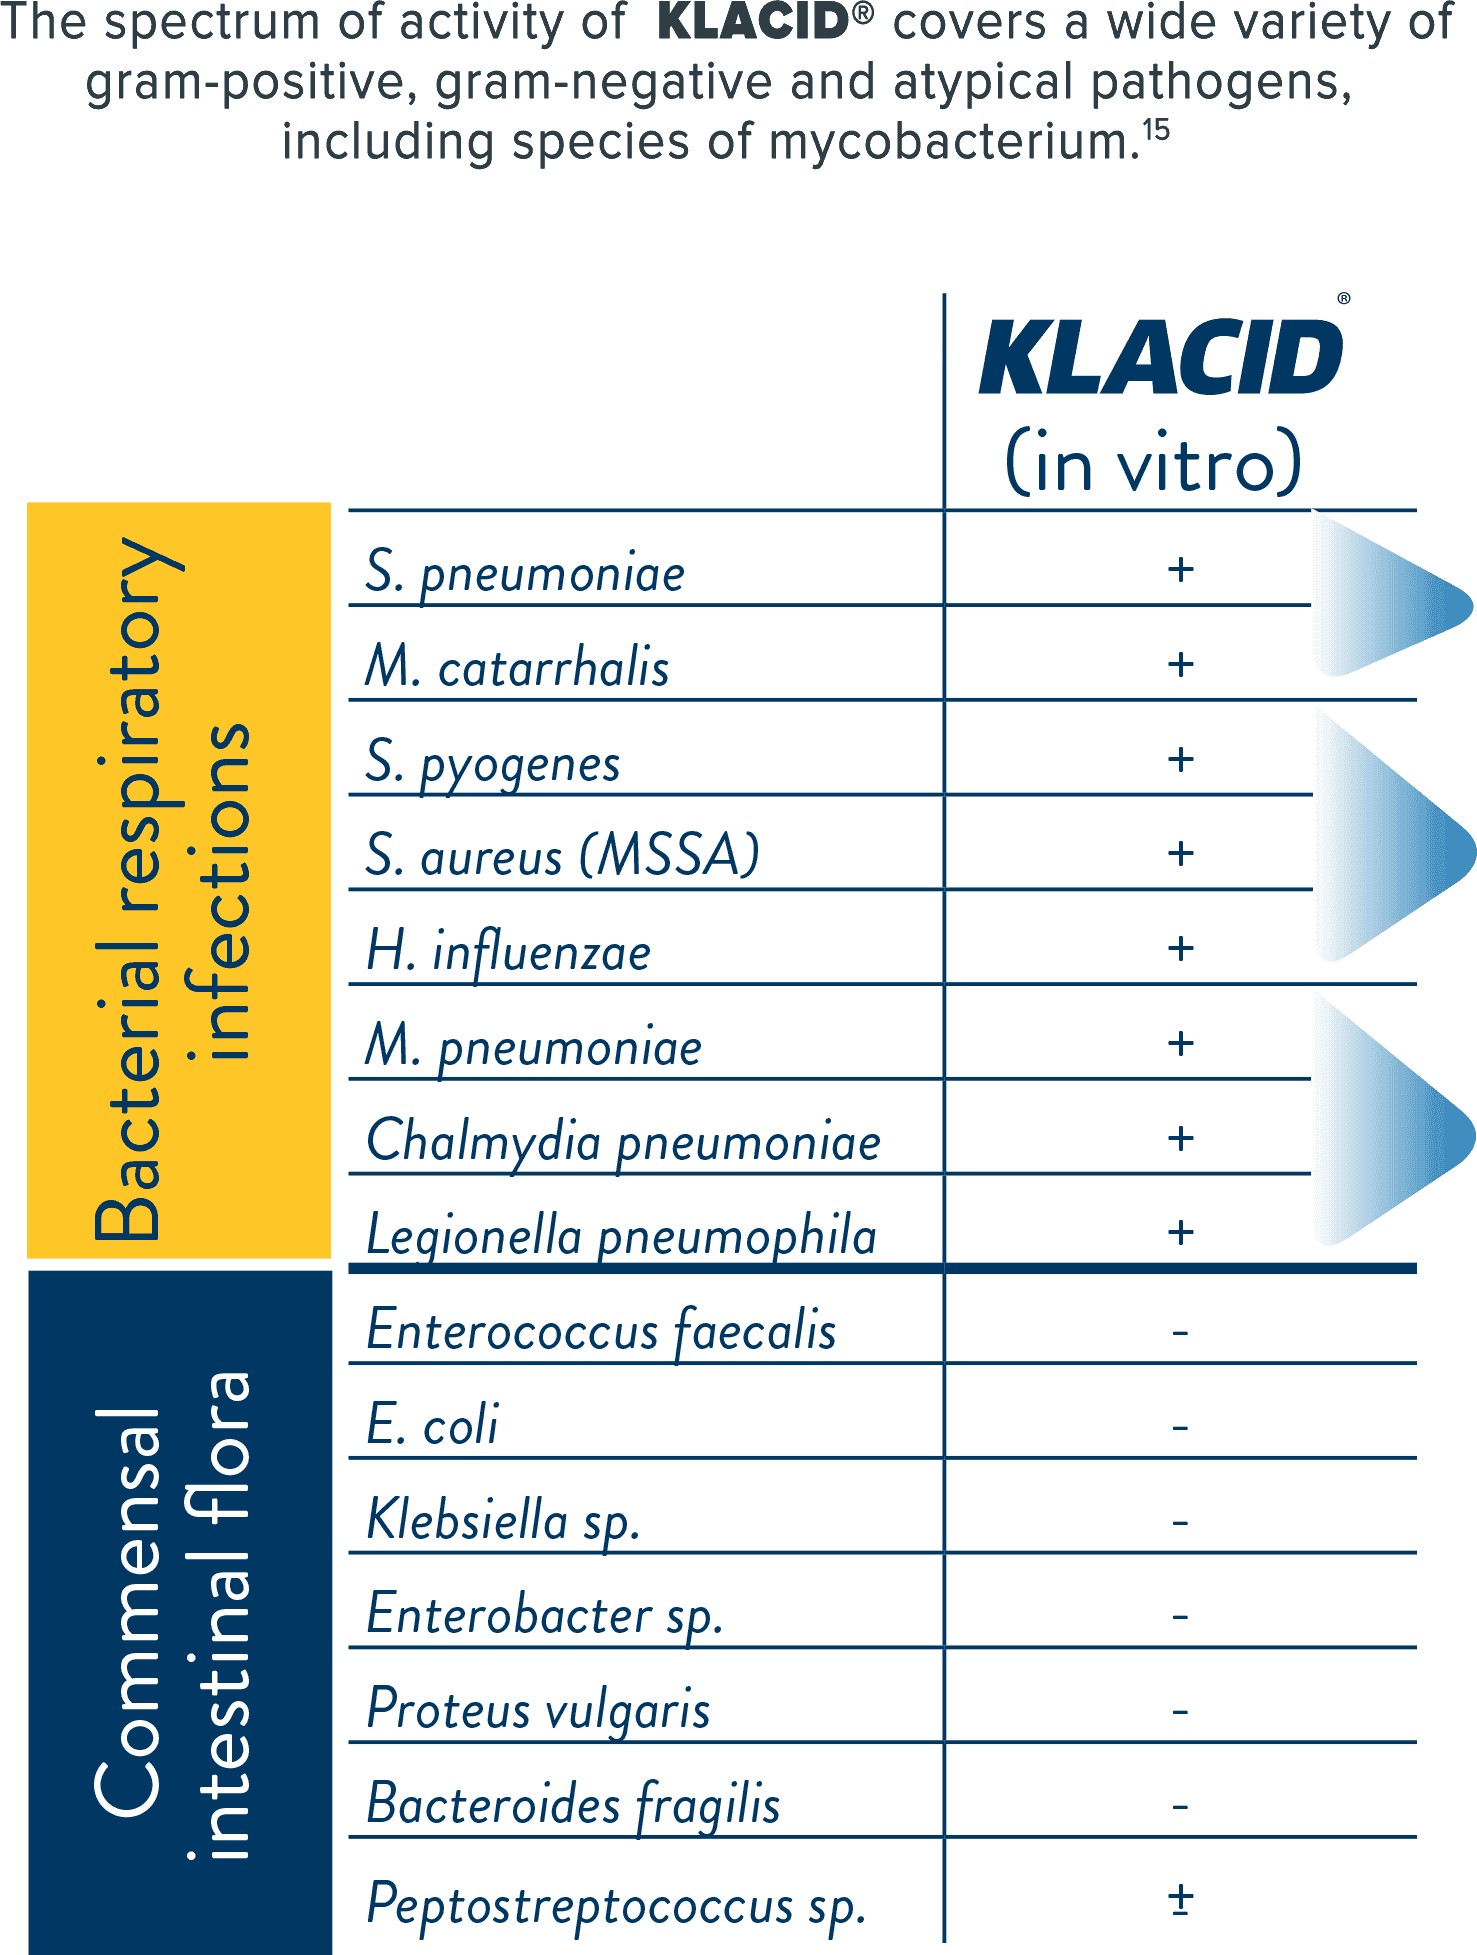 The spectrum of activity of KLACID® covers a wide variety of
gram-positive, gram-negative and atypical pathogens,
including species of mycobacterium.15
KLACID®
(in vitro)
Bacterial respiratory
infections
S. pneumoniae +
M. catarrhalis +
S. pyogenes +
S. aureus (MSSA) +
H. influenzae +
M. pneumoniae +
Chalmydia pneumoniae +
Legionella pneumophila +
Commensal
intestinal flora
Enterococcus faecalis -
E. coli -
Klebsiella sp. -
Enterobacter sp. -
Proteus vulgaris -
Bacteroides fragilis -
Peptostreptococcus sp. ±